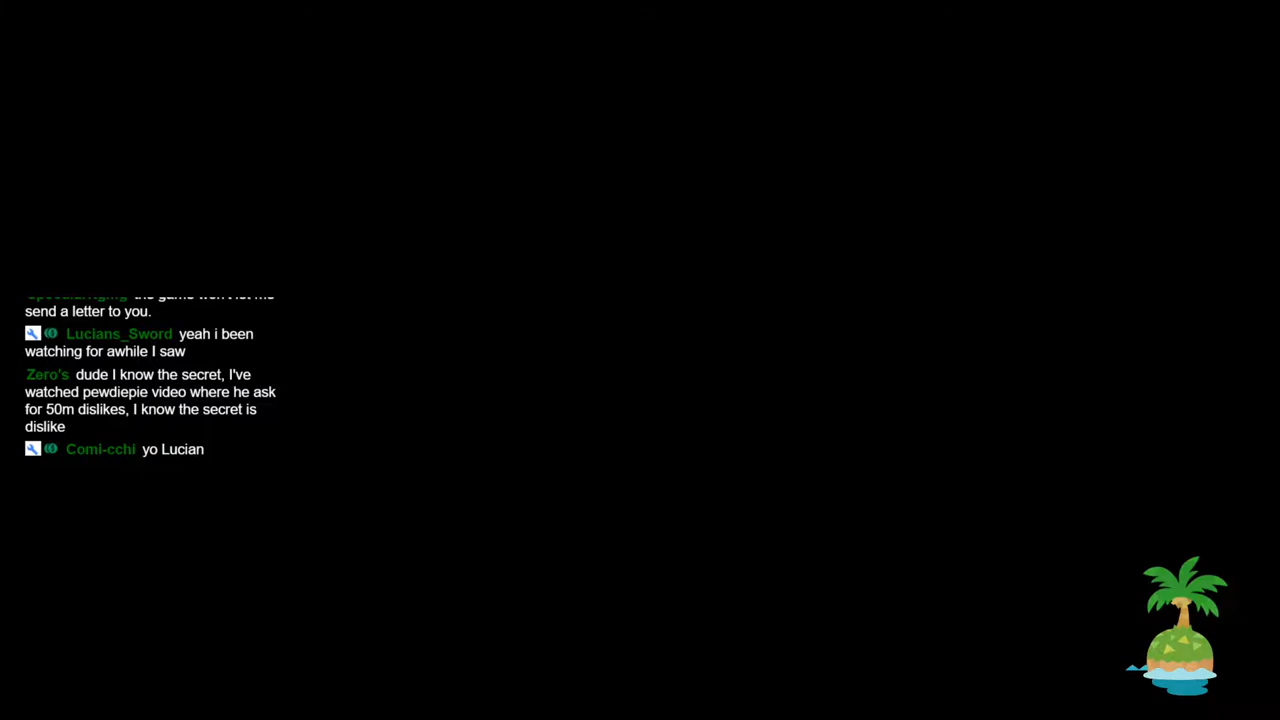 send a letter to you.
Lucians_Sword yeah i been
watching for awhile I saw
Zero's dude I know the secret, I've
watched pewdiepie video where he ask
for 50m dislikes, I know the secret is
dislike
Comi-cchi yo Lucian